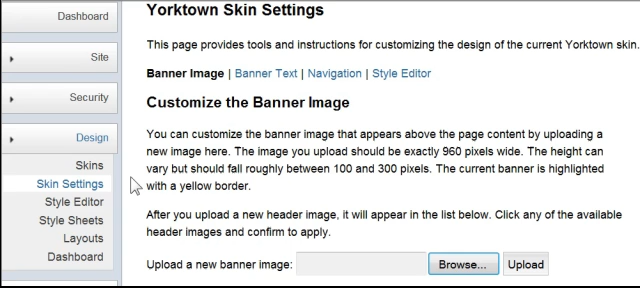 Dashboard
Site
Security
Design
Skins
Skin Settings
Style Editor
Style Sheets
Layouts
Dashboard
Yorktown Skin Settings
This page provides tools and instructions for customizing the design of the current Yorktown skin.
Banner Image | Banner Text | Navigation | Style Editor
Customize the Banner Image
You can customize the banner image that appears above the page content by uploading a
new image here. The image you upload should be exactly 960 pixels wide. The height can
vary but should fall roughly between 100 and 300 pixels. The current banner is highlighted
with a yellow border.
After you upload a new header image, it will appear in the list below. Click any of the available
header images and confirm to apply.
Upload a new banner image: Browse... Upload